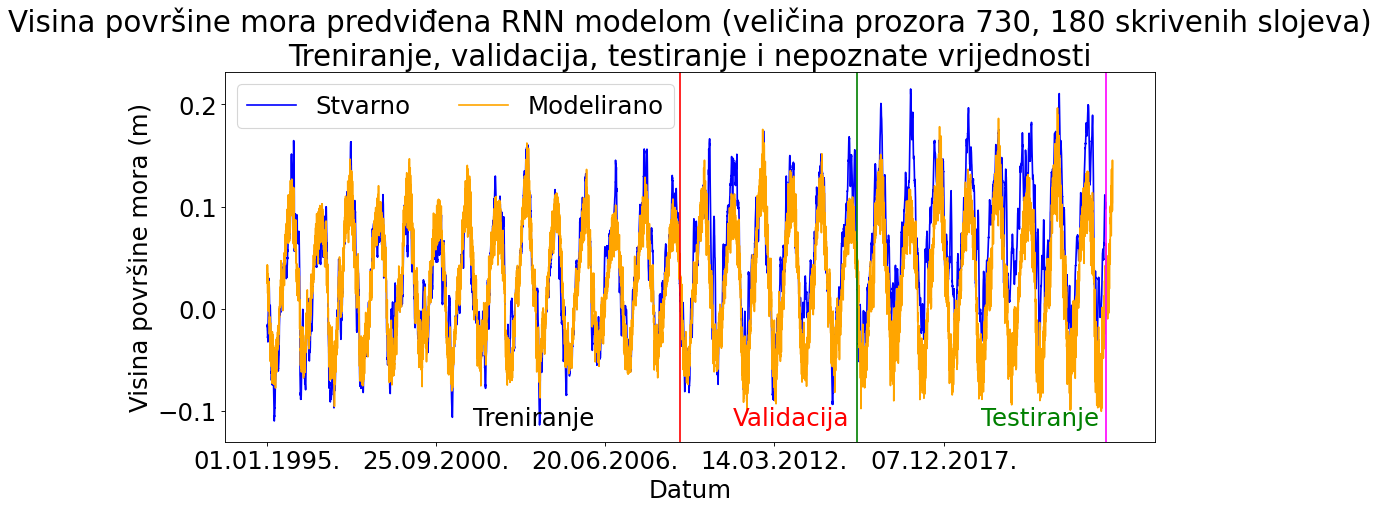 Visina površine mora predviđena RNN modelom (veličina prozora 730, 180 skrivenih slojeva)
Treniranje, validacija, testiranje i nepoznate vrijednosti
Stvarno Modelirano
Visina površine mora (m)
0.2
0.1
0.0
−0.1
Treniranje Validacija Testiranje
01.01.1995. 25.09.2000. 20.06.2006. 14.03.2012. 07.12.2017.
Datum